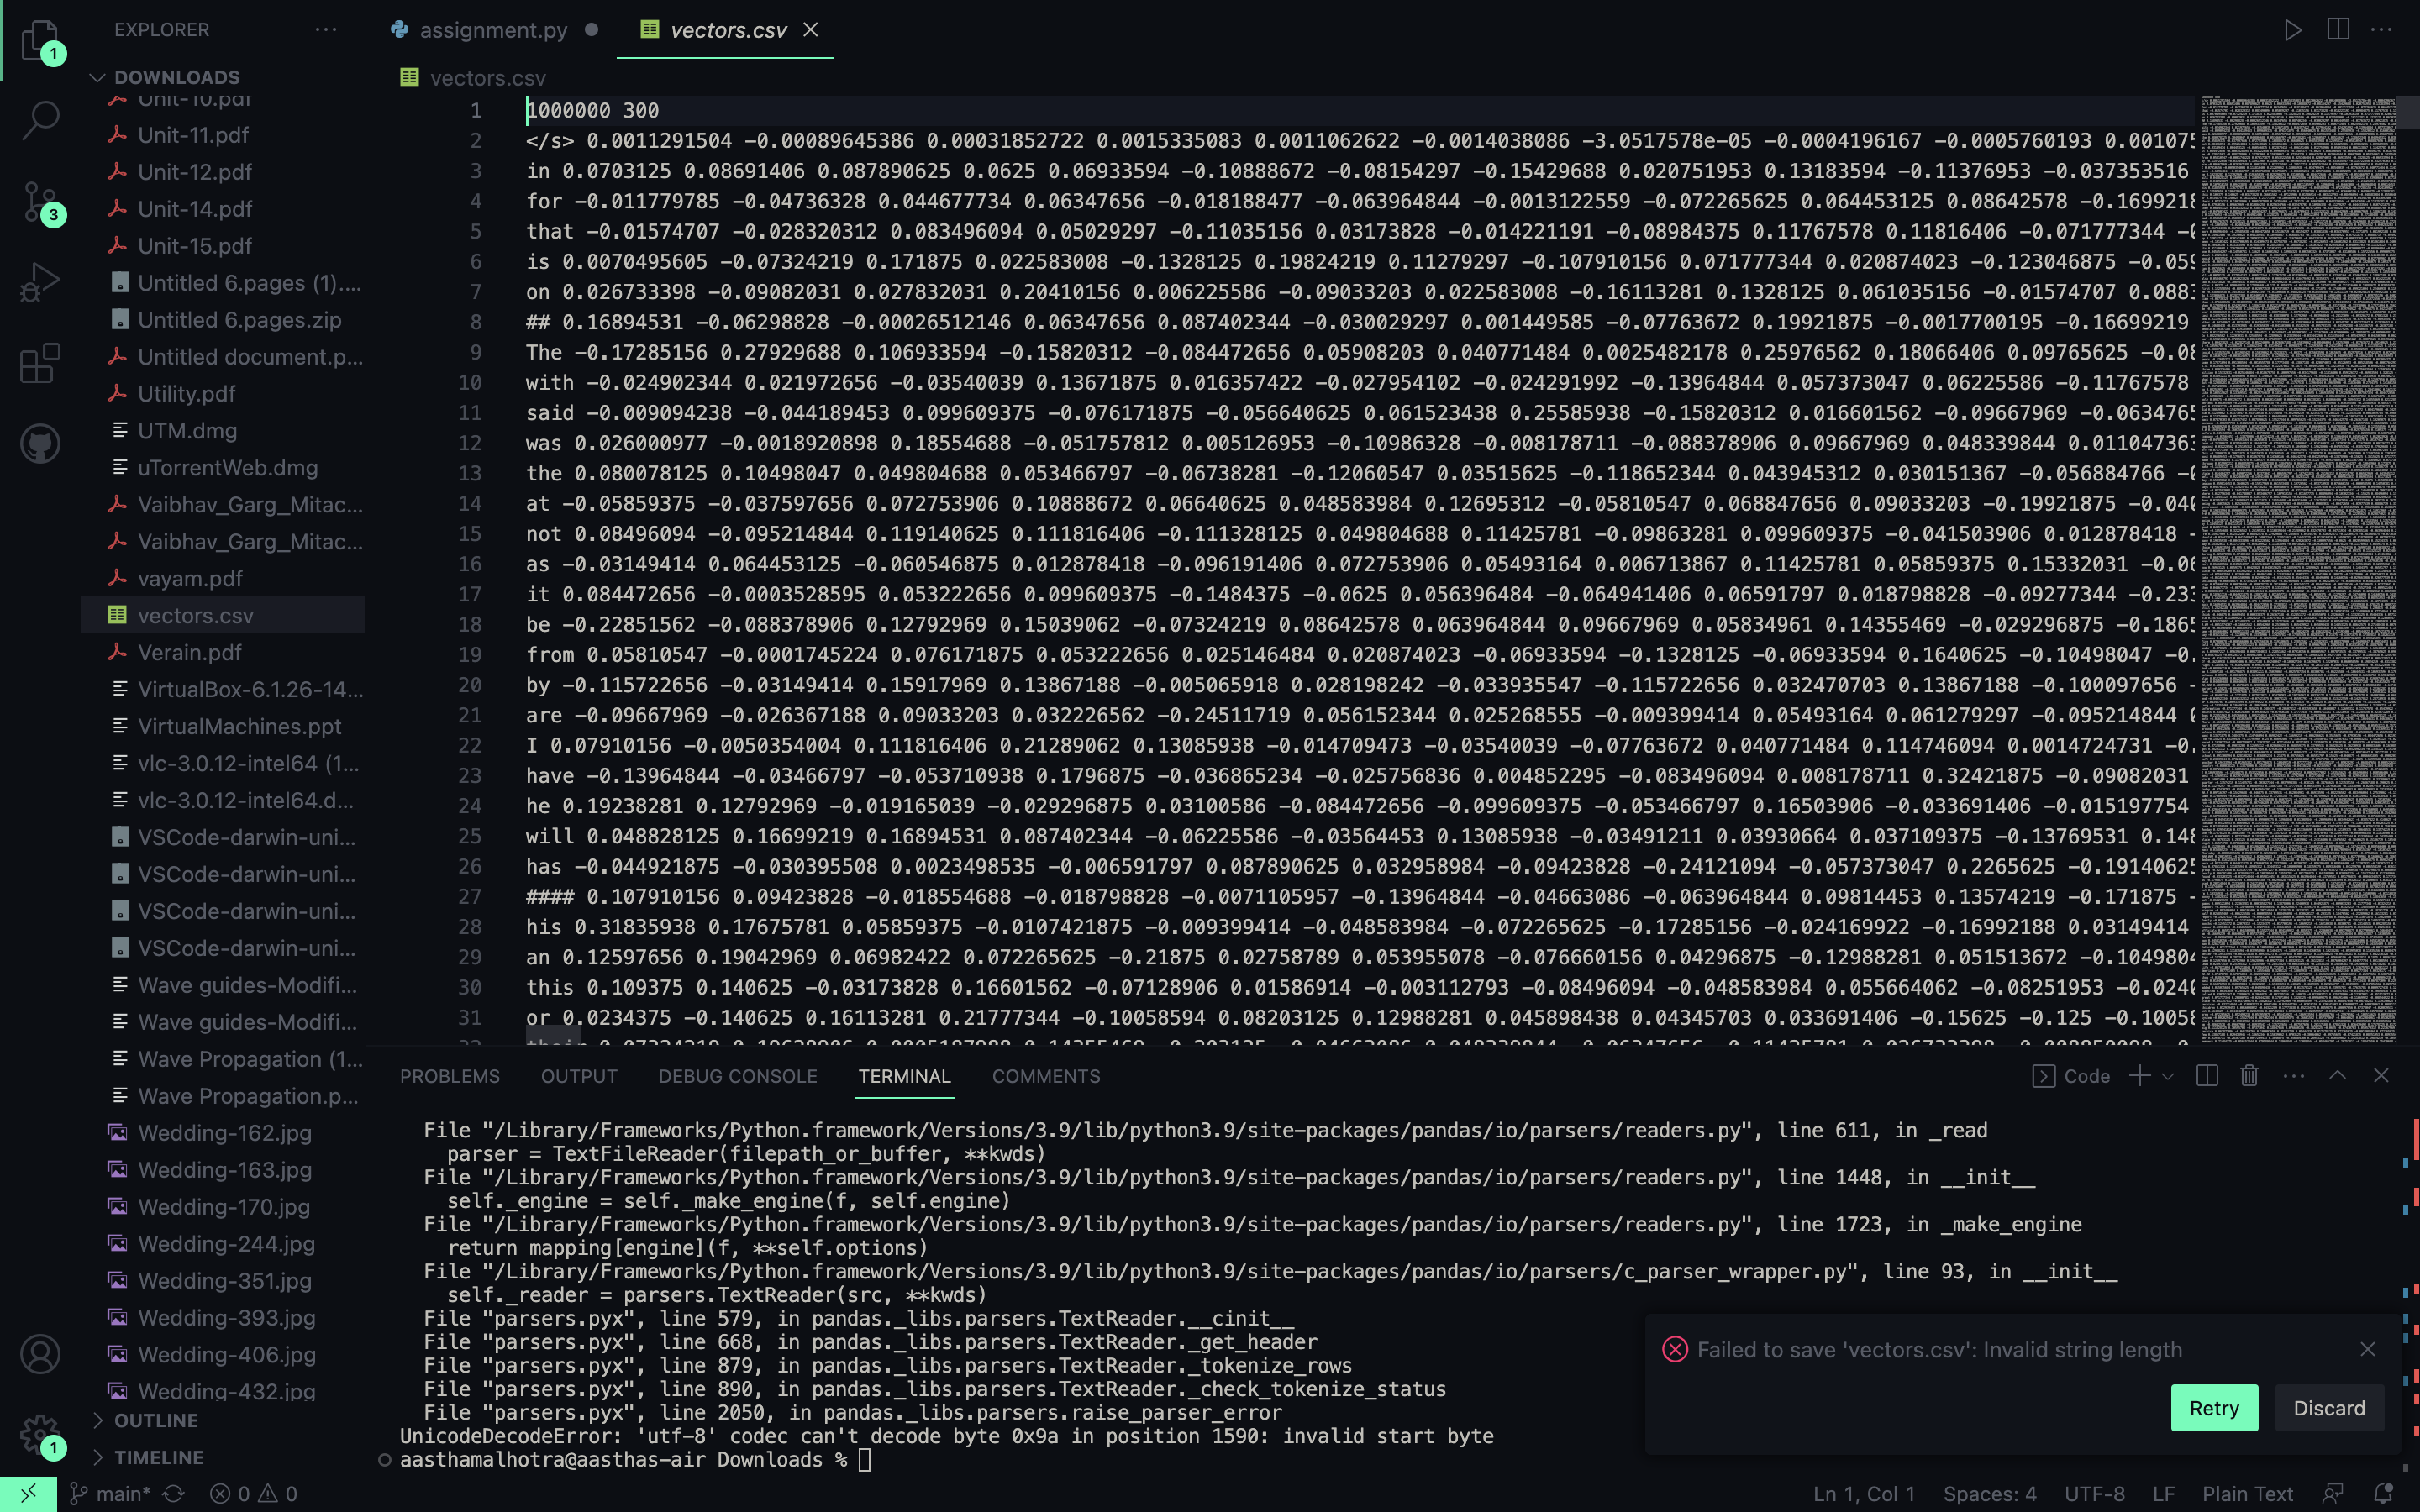 EXPLORER
DOWNLOADS
Unit-10.pdf
Unit-11.pdf
Unit-12.pdf
Unit-14.pdf
Unit-15.pdf
Untitled 6.pages (1)....
Untitled 6.pages.zip
Untitled document.p...
Utility.pdf
UTM.dmg
uTorrentWeb.dmg
Vaibhav_Garg_Mitac...
Vaibhav_Garg_Mitac...
vayam.pdf
vectors.csv
Verain.pdf
VirtualBox-6.1.26-14...
VirtualMachines.ppt
vlc-3.0.12-intel64 (1...
vlc-3.0.12-intel64.d...
VSCode-darwin-uni...
VSCode-darwin-uni...
VSCode-darwin-uni...
VSCode-darwin-uni...
Wave guides-Modifi...
Wave guides-Modifi...
Wave Propagation (1...
Wave Propagation.p...
Wedding-162.jpg
Wedding-163.jpg
Wedding-170.jpg
Wedding-244.jpg
Wedding-351.jpg
Wedding-393.jpg
Wedding-406.jpg
Wedding-432.jpg
OUTLINE
TIMELINE
1
3
1
assignment.py vectors.csv
vectors.csv
1 1000000 300
2 </s> 0.0011291504 -0.00089645386 0.00031852722 0.0015335083 0.0011062622 -0.0014038086 -3.0517578e-05 -0.0004196167 -0.0005760193 0.001075
3 in 0.0703125 0.08691406 0.087890625 0.0625 0.06933594 -0.10888672 -0.08154297 -0.15429688 0.020751953 0.13183594 -0.11376953 -0.037353516
4 for -0.011779785 -0.04736328 0.044677734 0.06347656 -0.018188477 -0.063964844 -0.0013122559 -0.072265625 0.064453125 0.08642578 -0.1699218
5 that -0.01574707 -0.028320312 0.083496094 0.05029297 -0.11035156 0.03173828 -0.014221191 -0.08984375 0.11767578 0.11816406 -0.071777344
6 is 0.0070495605 -0.07324219 0.171875 0.022583008 -0.1328125 0.19824219 0.11279297 -0.107910156 0.071777344 0.020874023 -0.123046875 -0.059
7 on 0.026733398 -0.09082031 0.027832031 0.20410156 0.006225586 -0.09033203 0.022583008 -0.16113281 0.1328125 0.061035156 -0.01574707 0.088
8 ## 0.16894531 -0.06298828 -0.00026512146 0.06347656 0.087402344 -0.030029297 0.001449585 -0.07763672 0.19921875 -0.0017700195 -0.16699219
9 The -0.17285156 0.27929688 0.106933594 -0.15820312 -0.084472656 0.05908203 0.040771484 0.0025482178 0.25976562 0.18066406 0.09765625 -0.08
10 with -0.024902344 0.021972656 -0.03540039 0.13671875 0.016357422 -0.027954102 -0.024291992 -0.13964844 0.057373047 0.06225586 -0.11767578
11 said -0.009094238 -0.044189453 0.099609375 -0.076171875 -0.056640625 0.061523438 0.25585938 -0.15820312 0.016601562 -0.09667969 -0.0634765
12 was 0.026000977 -0.0018920898 0.18554688 -0.051757812 0.005126953 -0.10986328 -0.008178711 -0.088378906 0.09667969 0.048339844 0.011047363
13 the 0.080078125 0.10498047 0.049804688 0.053466797 -0.06738281 -0.12060547 0.03515625 -0.118652344 0.043945312 0.030151367 -0.056884766
14 at -0.05859375 -0.037597656 0.072753906 0.10888672 0.06640625 0.048583984 0.12695312 -0.05810547 0.068847656 0.09033203 -0.19921875 -0.04
15 not 0.08496094 -0.095214844 0.119140625 0.111816406 -0.111328125 0.049804688 0.11425781 -0.09863281 0.099609375 -0.041503906 0.012878418 -
16 as -0.03149414 0.064453125 -0.060546875 0.012878418 -0.096191406 0.072753906 0.05493164 0.006713867 0.11425781 0.05859375 0.15332031 -0.06
17 it 0.084472656 -0.0003528595 0.053222656 0.099609375 -0.1484375 -0.0625 0.056396484 -0.064941406 0.06591797 0.018798828 -0.09277344 -0.233
18 be -0.22851562 -0.088378906 0.12792969 0.15039062 -0.07324219 0.08642578 0.063964844 0.09667969 0.05834961 0.14355469 -0.029296875 -0.1865
19 from 0.05810547 -0.0001745224 0.076171875 0.053222656 0.025146484 0.020874023 -0.06933594 -0.1328125 -0.06933594 0.1640625 -0.10498047 -0.
20 by -0.115722656 -0.03149414 0.15917969 0.13867188 -0.005065918 0.028198242 -0.033935547 -0.115722656 0.032470703 0.13867188 -0.100097656 -
21 are -0.09667969 -0.026367188 0.09033203 0.032226562 -0.24511719 0.056152344 0.025268555 -0.009399414 0.05493164 0.061279297 -0.095214844
22 I 0.07910156 -0.0050354004 0.111816406 0.21289062 0.13085938 -0.014709473 -0.03540039 -0.07763672 0.040771484 0.114746094 0.0014724731 -0.
23 have -0.13964844 -0.03466797 -0.053710938 0.1796875 -0.036865234 -0.025756836 0.004852295 -0.063496094 0.008178711 0.32421875 -0.09082031
24 he 0.19238281 0.12792969 -0.019165039 -0.029296875 0.03100586 -0.084472656 -0.099609375 -0.053466797 0.16503906 -0.033691406 -0.015197754
25 will 0.048828125 0.16699219 0.16894531 0.087402344 -0.06225586 -0.03564453 0.13085938 -0.03491211 0.03930664 0.037109375 -0.13769531 0.148
26 has -0.044921875 -0.030395508 0.0023498535 -0.006591797 0.087890625 0.032958984 -0.09423828 -0.24121094 -0.057373047 0.2265625 -0.19140625
27 #### 0.107910156 0.09423828 -0.018554688 -0.018798828 -0.0071105957 -0.13964844 -0.04663086 -0.063964844 0.09814453 0.13574219 -0.171875 -
28 his 0.31835938 0.17675781 0.05859375 -0.0107421875 -0.009399414 -0.048583984 -0.072265625 -0.17285156 -0.024169922 -0.16992188 0.03149414
29 an 0.12597656 0.19042969 0.06982422 0.072265625 -0.21875 0.02758789 0.053955078 -0.076660156 0.04296875 -0.12988281 0.051513672 -0.1049804
30 this 0.109375 0.140625 -0.03173828 0.16601562 -0.07128906 0.01586914 -0.003112793 -0.08496094 -0.048583984 0.055664062 -0.08251953 -0.024
31 or 0.0234375 -0.140625 0.16113281 0.21777344 -0.10058594 0.08203125 0.12988281 0.045898438 0.04345703 0.033691406 -0.15625 -0.125 -0.10058
PROBLEMS OUTPUT DEBUG CONSOLE TERMINAL COMMENTS Code
File "/Library/Frameworks/Python.framework/Versions/3.9/lib/python3.9/site-packages/pandas/io/parsers/readers.py", line 611, in _read
parser = TextFileReader(filepath_or_buffer, **kwds)
File "/Library/Frameworks/Python.framework/Versions/3.9/lib/python3.9/site-packages/pandas/io/parsers/readers.py", line 1448, in __init__
self._engine = self._make_engine(f, self.engine)
File "/Library/Frameworks/Python.framework/Versions/3.9/lib/python3.9/site-packages/pandas/io/parsers/readers.py", line 1723, in _make_engine
return mapping[engine](f, **self.options)
File "/Library/Frameworks/Python.framework/Versions/3.9/lib/python3.9/site-packages/pandas/io/parsers/c_parser_wrapper.py", line 93, in __init__
self._reader = parsers.TextReader(src, **kwds)
File "parsers.pyx", line 579, in pandas._libs.parsers.TextReader.__cinit__
File "parsers.pyx", line 668, in pandas._libs.parsers.TextReader._get_header
File "parsers.pyx", line 879, in pandas._libs.parsers.TextReader._tokenize_rows
File "parsers.pyx", line 890, in pandas._libs.parsers.TextReader._check_tokenize_status
File "parsers.pyx", line 2050, in pandas._libs.parsers.raise_parser_error
UnicodeDecodeError: 'utf-8' codec can't decode byte 0x9a in position 1590: invalid start byte
aasthamalhotra@aasthas-air Downloads %
Failed to save 'vectors.csv': Invalid string length
Retry Discard
main* 0 0 Ln 1, Col 1 Spaces: 4 UTF-8 LF Plain Text